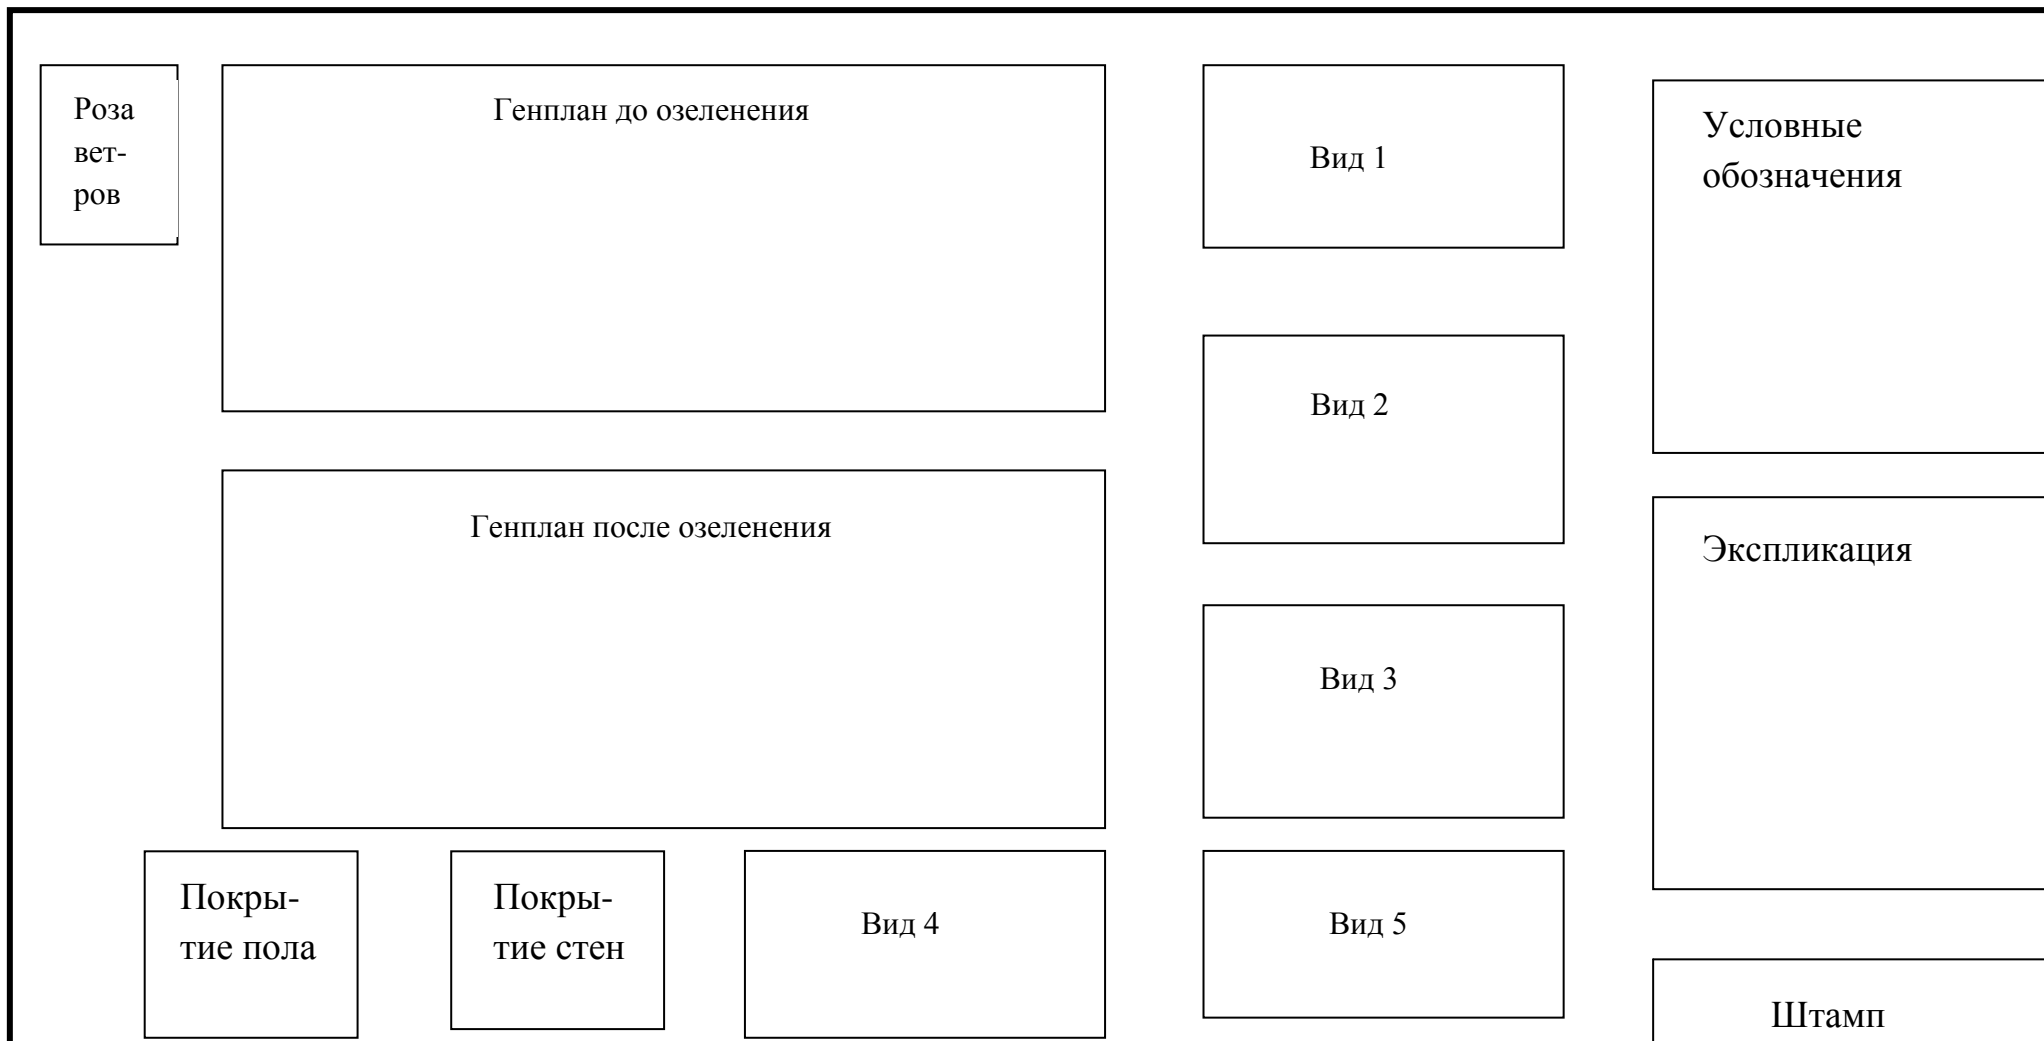 Роза
вет-
ров
Генплан до озеленения
Вид 1
Условные
обозначения
Вид 2
Генплан после озеленения
Экспликация
Вид 3
Покры-
тие пола
Покры-
тие стен
Вид 4
Вид 5
Штамп